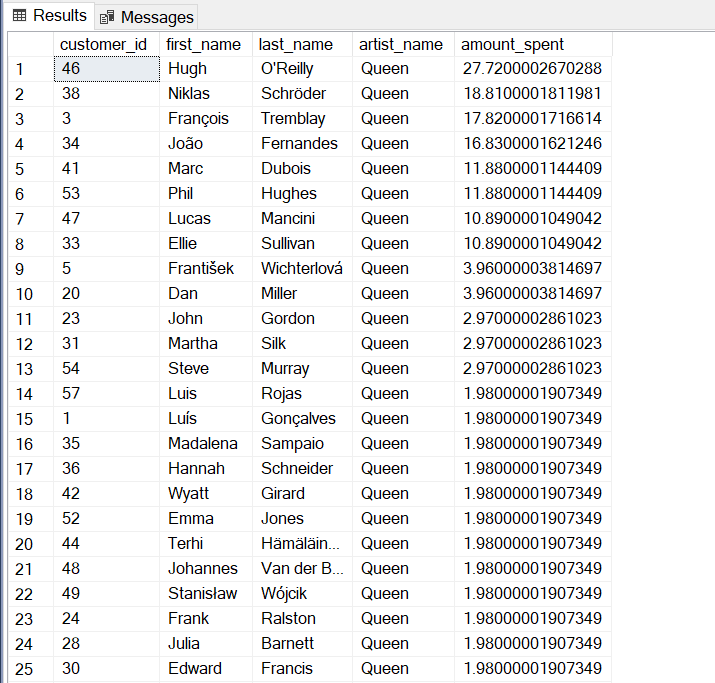 Results Messages
customer_id first_name last_name artist_name amount_spent
1 46 Hugh O'Reilly Queen 27.7200002670288
2 38 Niklas Schröder Queen 18.8100001811981
3 3 François Tremblay Queen 17.8200001716614
4 34 João Fernandes Queen 16.8300001621246
5 41 Marc Dubois Queen 11.8800001144409
6 53 Phil Hughes Queen 11.8800001144409
7 47 Lucas Mancini Queen 10.8900001049042
8 33 Ellie Sullivan Queen 10.8900001049042
9 5 František Wichterlová Queen 3.96000003814697
10 20 Dan Miller Queen 3.96000003814697
11 23 John Gordon Queen 2.97000002861023
12 31 Martha Silk Queen 2.97000002861023
13 54 Steve Murray Queen 2.97000002861023
14 57 Luis Rojas Queen 1.98000001907349
15 1 Luís Gonçalves Queen 1.98000001907349
16 35 Madalena Sampaio Queen 1.98000001907349
17 36 Hannah Schneider Queen 1.98000001907349
18 42 Wyatt Girard Queen 1.98000001907349
19 52 Emma Jones Queen 1.98000001907349
20 44 Terhi Hämäläin... Queen 1.98000001907349
21 48 Johannes Van der B... Queen 1.98000001907349
22 49 Stanisław Wójcik Queen 1.98000001907349
23 24 Frank Ralston Queen 1.98000001907349
24 28 Julia Barnett Queen 1.98000001907349
25 30 Edward Francis Queen 1.98000001907349